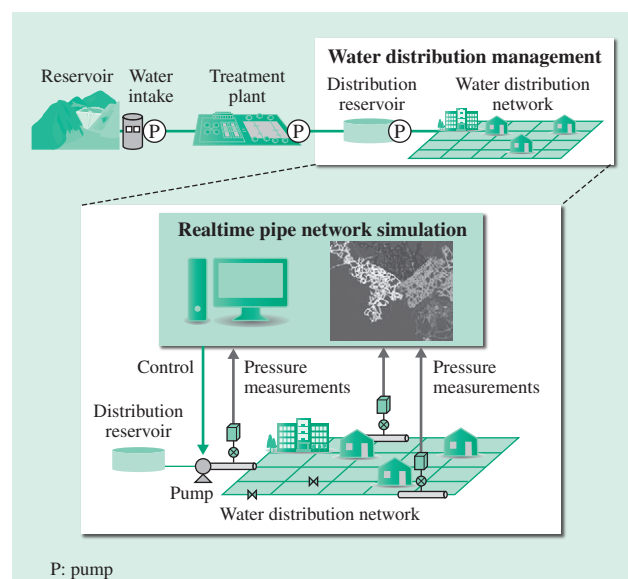 Water distribution management
Reservoir
Water
intake
Treatment
plant
Distribution
reservoir
Water distribution
network
P
P
P
Realtime pipe network simulation
Control
Pressure
measurements
Pressure
measurements
Distribution
reservoir
Pump
Water distribution network
P: pump